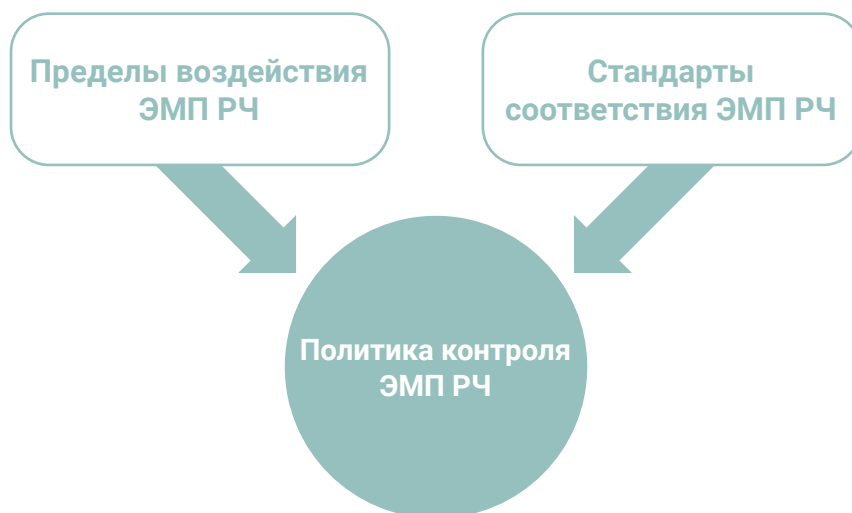 Пределы воздействия
ЭМП РЧ
Стандарты
соответствия ЭМП РЧ
Политика контроля
ЭМП РЧ